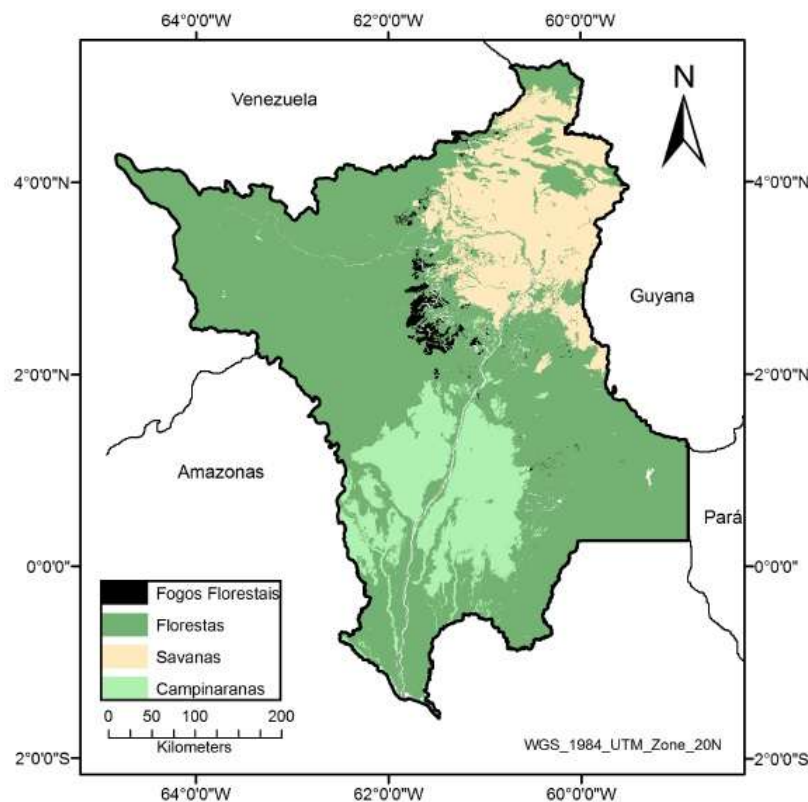 64°0'0"W 62°0'0"W 60°0'0"W
Venezuela
N
4°0'0"N 4°0'0"N
Guyana
2°0'0"N 2°0'0"N
Amazonas
Pará
0°0'0" 0°0'0"
Fogos Florestais
Florestas
Savanas
Campinaranas
0 50 100 200
Kilometers
WGS_1984_UTM_Zone_20N
2°0'0"S 2°0'0"S
64°0'0"W 62°0'0"W 60°0'0"W